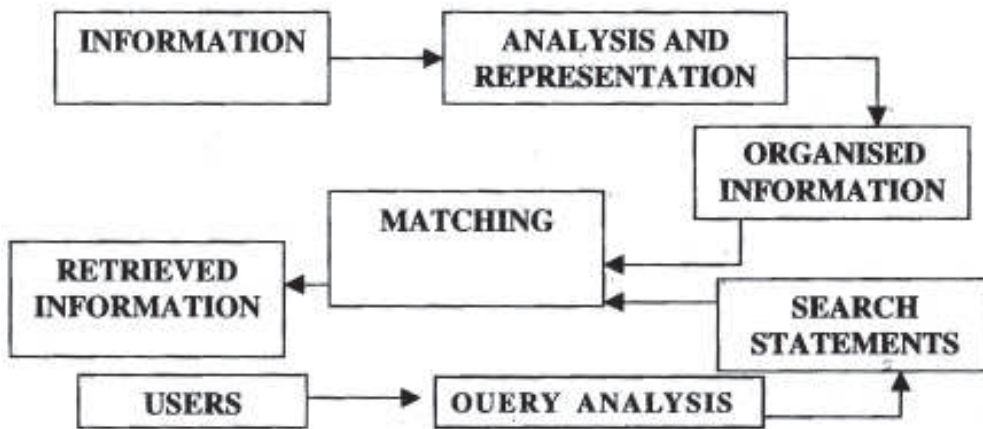 INFORMATION
ANALYSIS AND
REPRESENTATION
ORGANISED
INFORMATION
MATCHING
RETRIEVED
INFORMATION
SEARCH
STATEMENTS
USERS
OUERY ANALYSIS